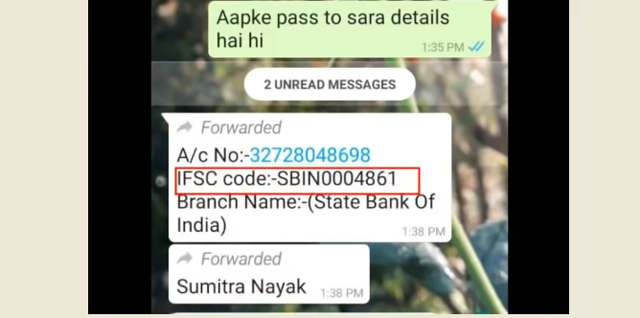 Aapke pass to sara details
hai hi
1:35 PM
2 UNREAD MESSAGES
Forwarded
A/c No:-32728048698
IFSC code:-SBIN0004861
Branch Name:-(State Bank Of
India)
1:38 PM
Forwarded
Sumitra Nayak 1:38 PM